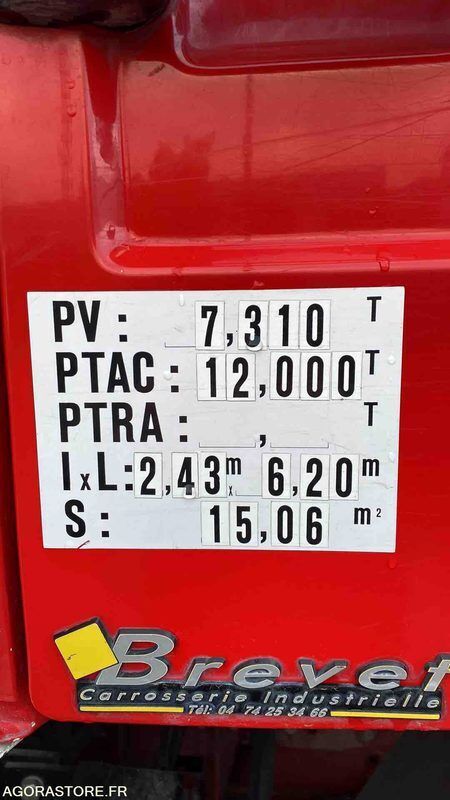 PV : 7,310 T
PTAC : 12,000 T
PTRA : , T
IxL: 2,43 m x 6,20 m
S : 15,06 m²
Brevet
Carrosserie Industrielle
Tél: 04 74 25 34 66
AGORASTORE.FR